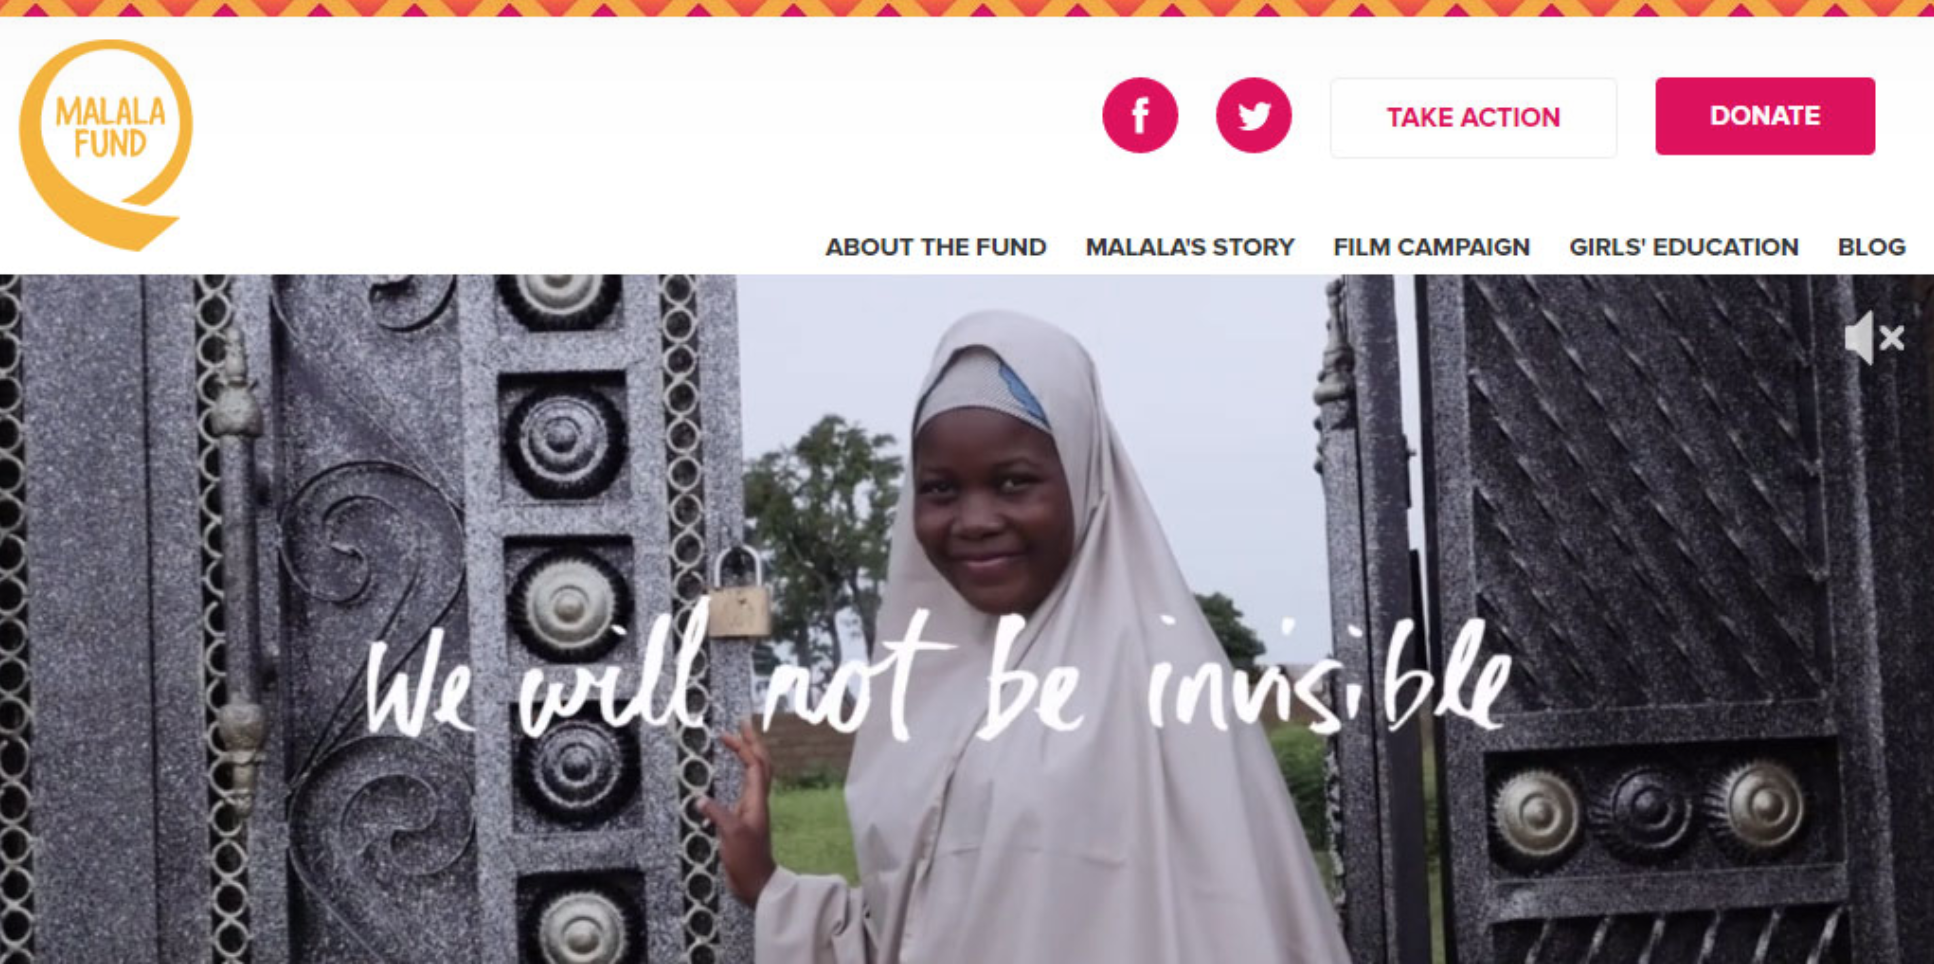 MALALA
FUND
f
TAKE ACTION
DONATE
ABOUT THE FUND MALALA'S STORY FILM CAMPAIGN GIRLS' EDUCATION BLOG
We will not be invisible